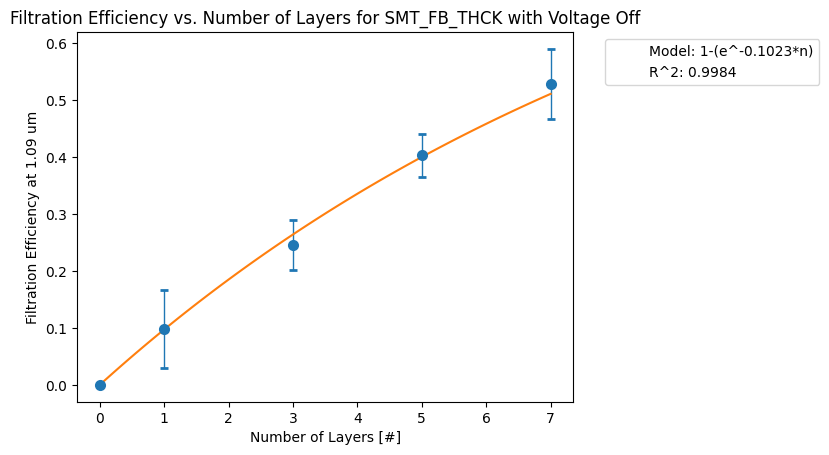 Filtration Efficiency vs. Number of Layers for SMT_FB_THCK with Voltage Off
Model: 1-(e^-0.1023*n)
R^2: 0.9984
Filtration Efficiency at 1.09 um
0.6
0.5
0.4
0.3
0.2
0.1
0.0
0 1 2 3 4 5 6 7
Number of Layers [#]